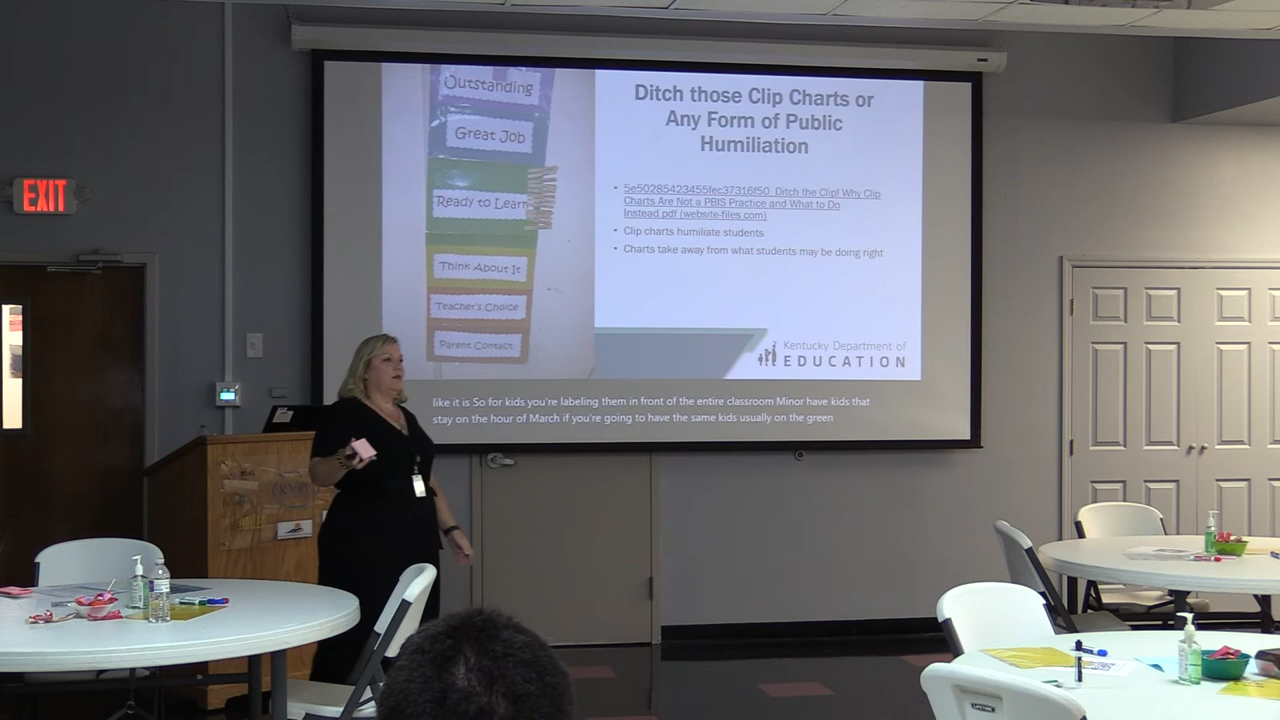 EXIT
Outstanding
Great Job
Ready to Learn
Think About It
Teacher's Choice
Parent Contact
Ditch those Clip Charts or
Any Form of Public
Humiliation
• 5e50285423455fec37316f50_Ditch the Clip! Why Clip
Charts Are Not a PBIS Practice and What to Do
Instead.pdf (website-files.com)
• Clip charts humiliate students
• Charts take away from what students may be doing right
Kentucky Department of
EDUCATION
like it is So for kids you're labeling them in front of the entire classroom Minor have kids that
stay on the hour of March if you're going to have the same kids usually on the green